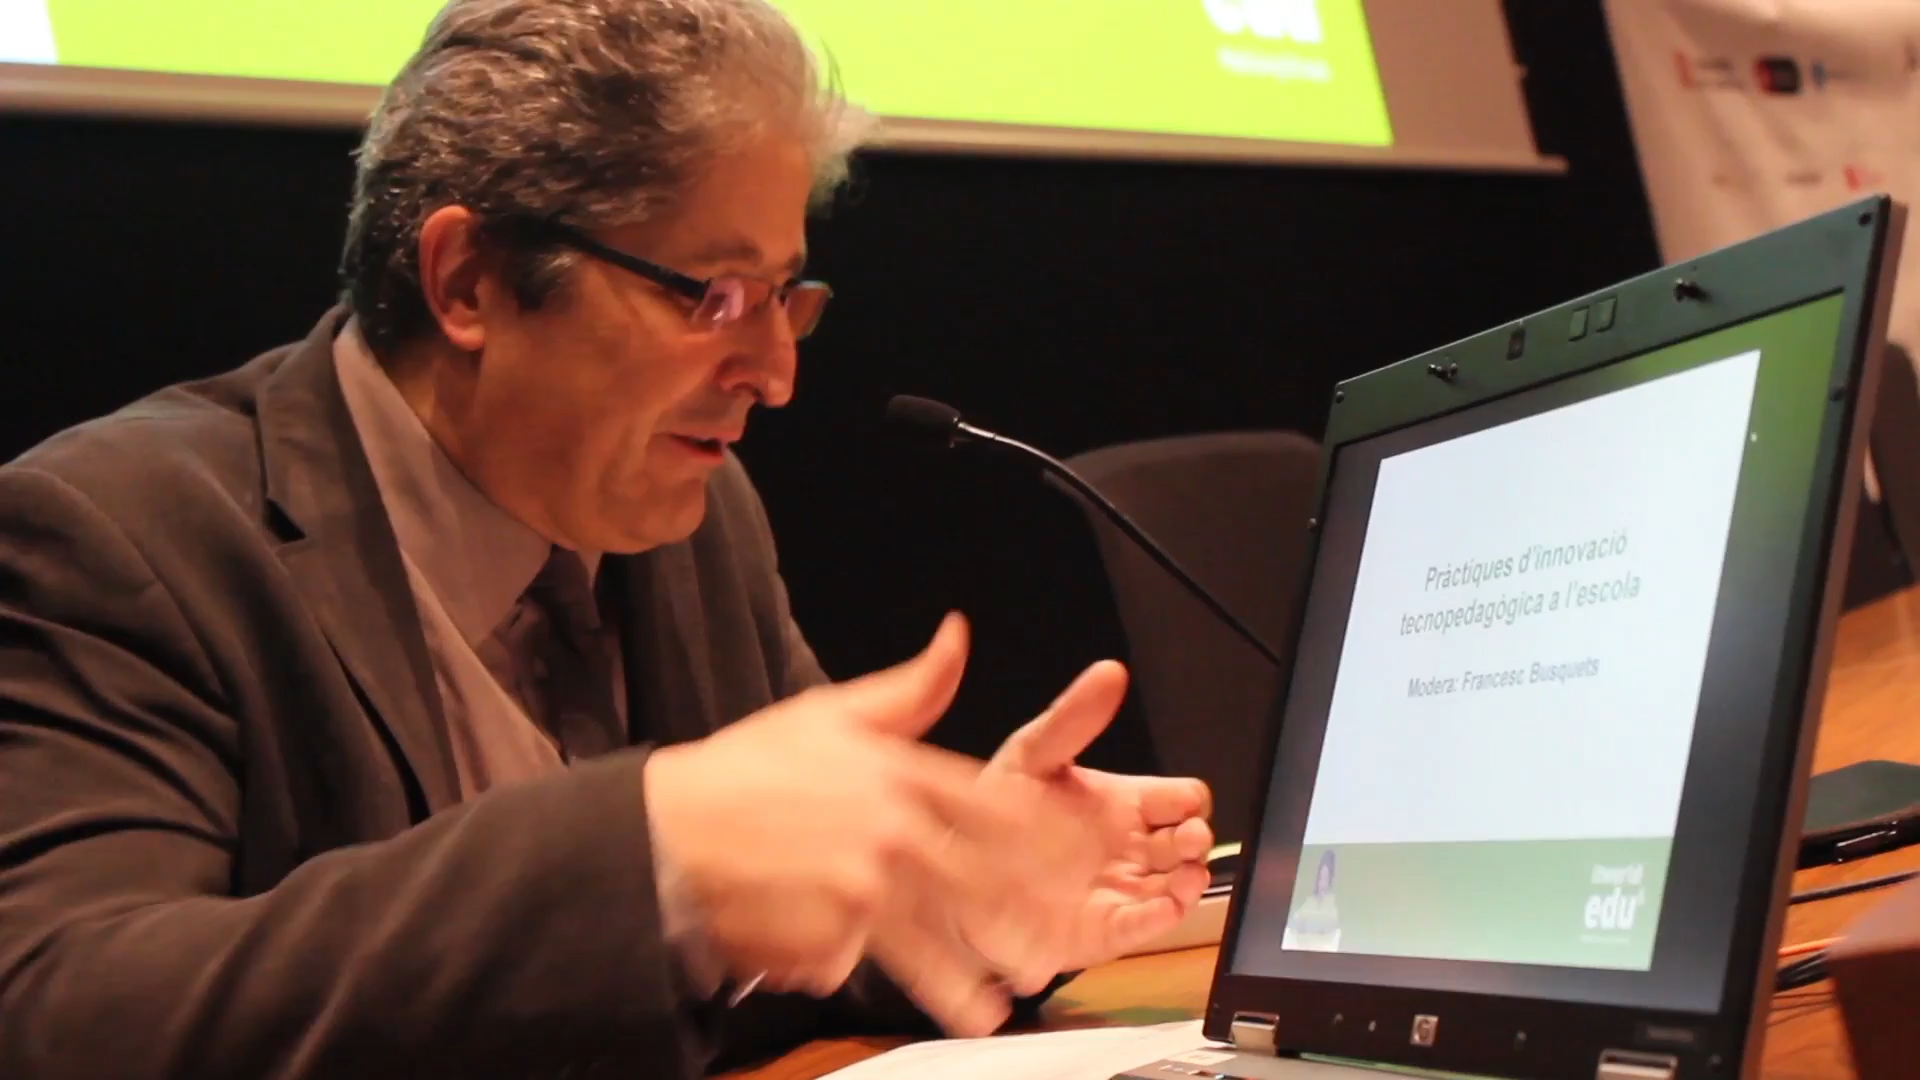 Pràctiques d'innovació
tecnopedagògica a l'escola
Modera: Francesc Busquets
edu